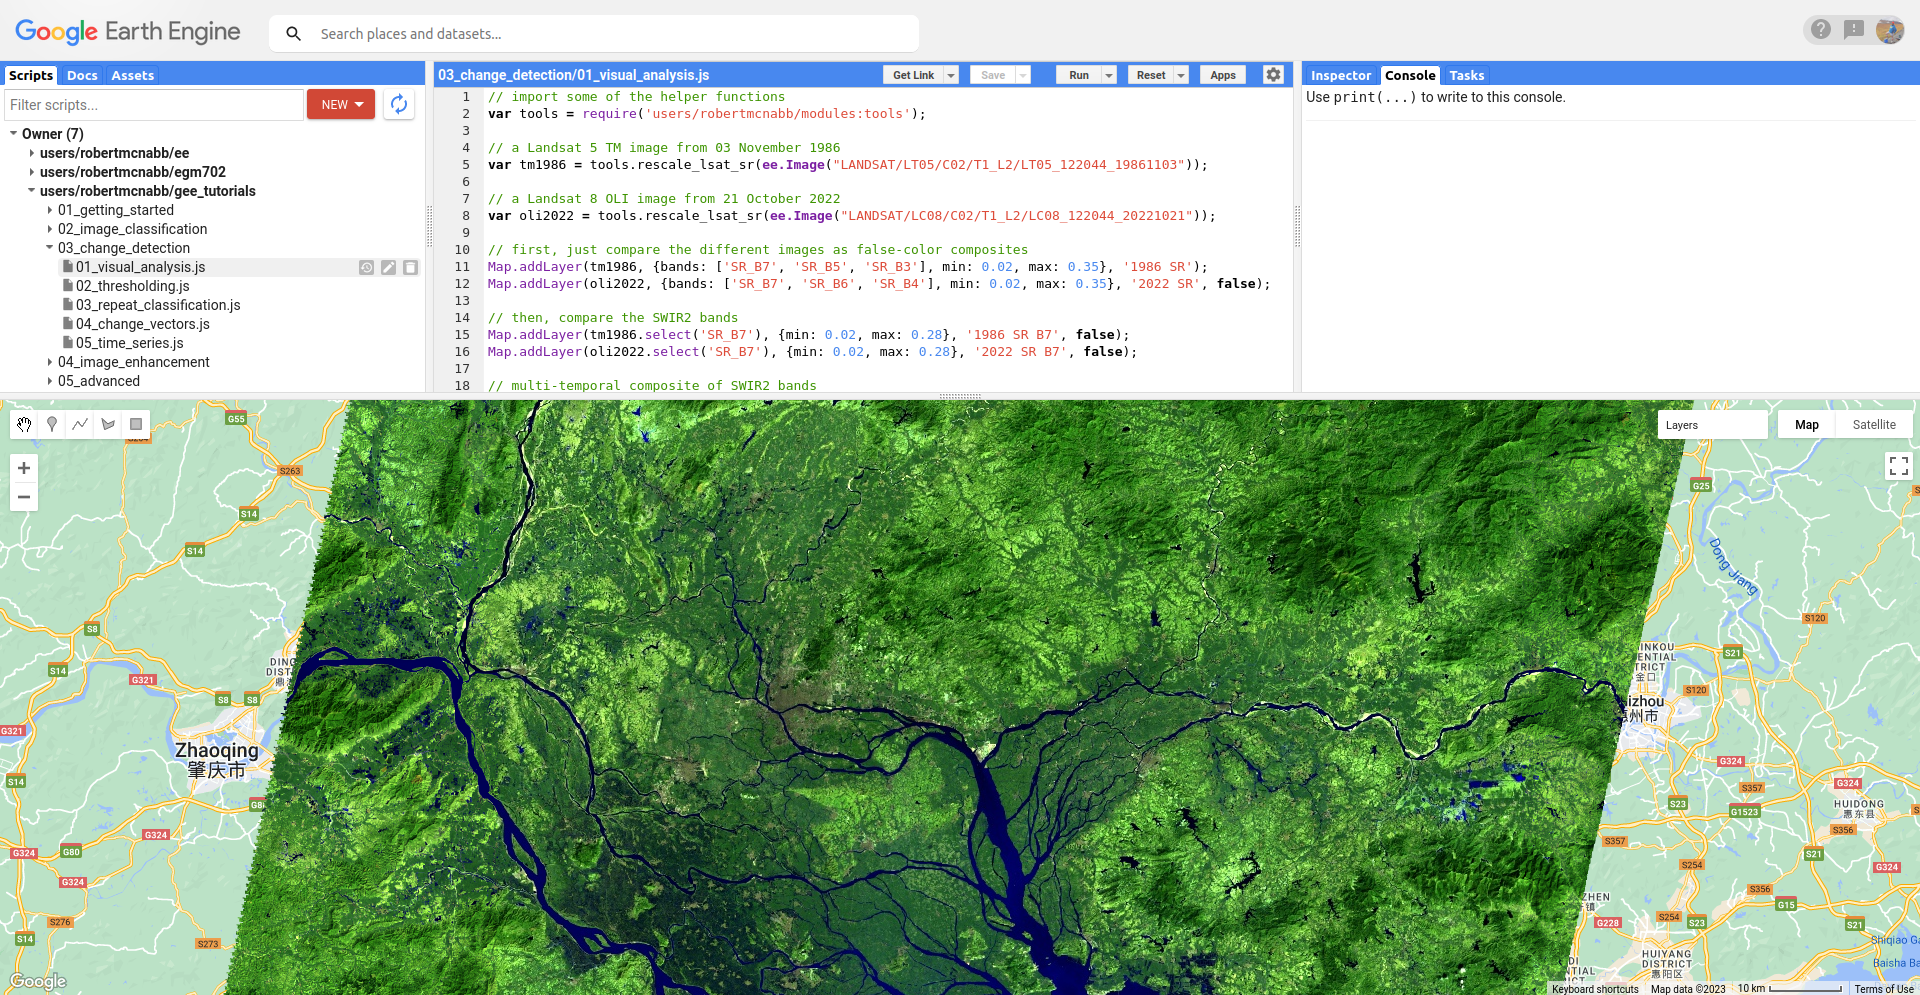 Google Earth Engine
Search places and datasets...
Scripts Docs Assets
Filter scripts... NEW
Owner (7)
users/robertmcnabb/ee
users/robertmcnabb/egm702
users/robertmcnabb/gee_tutorials
01_getting_started
02_image_classification
03_change_detection
01_visual_analysis.js
02_thresholding.js
03_repeat_classification.js
04_change_vectors.js
05_time_series.js
04_image_enhancement
05_advanced
03_change_detection/01_visual_analysis.js
Get Link Save Run Reset Apps
1 // import some of the helper functions
2 var tools = require('users/robertmcnabb/modules:tools');
3
4 // a Landsat 5 TM image from 03 November 1986
5 var tm1986 = tools.rescale_lsat_sr(ee.Image("LANDSAT/LT05/C02/T1_L2/LT05_122044_19861103"));
6
7 // a Landsat 8 OLI image from 21 October 2022
8 var oli2022 = tools.rescale_lsat_sr(ee.Image("LANDSAT/LC08/C02/T1_L2/LC08_122044_20221021"));
9
10 // first, just compare the different images as false-color composites
11 Map.addLayer(tm1986, {bands: ['SR_B7', 'SR_B5', 'SR_B3'], min: 0.02, max: 0.35}, '1986 SR');
12 Map.addLayer(oli2022, {bands: ['SR_B7', 'SR_B6', 'SR_B4'], min: 0.02, max: 0.35}, '2022 SR', false);
13
14 // then, compare the SWIR2 bands
15 Map.addLayer(tm1986.select('SR_B7'), {min: 0.02, max: 0.28}, '1986 SR B7', false);
16 Map.addLayer(oli2022.select('SR_B7'), {min: 0.02, max: 0.28}, '2022 SR B7', false);
17
18 // multi-temporal composite of SWIR2 bands
Inspector Console Tasks
Use print(...) to write to this console.
Layers
Map Satellite
G55
S263
S14
S14
S8
DING
DIST
S14
G321
S8 S8
G321
Zhaoqing
肇庆市
S14
G324
G324
G80
G324
S276
S14
S273
Google
G25
Dong Jiang
S120
INKOU
ENTIAL
TRICT
金口
S21
S120
izhou
惠州市
G324
S357
G324
S23
G1523
HUIDONG
惠东县
S356
S357
S21
S254
G324
S356
ZHEN
镇
G15
S254
G228
S23
S21
Shiqiao Ga
HUIYANG
DISTRICT
惠阳区
Baisha Ba
NTIAL
CT
Keyboard shortcuts Map data ©2023 10 km Terms of Use